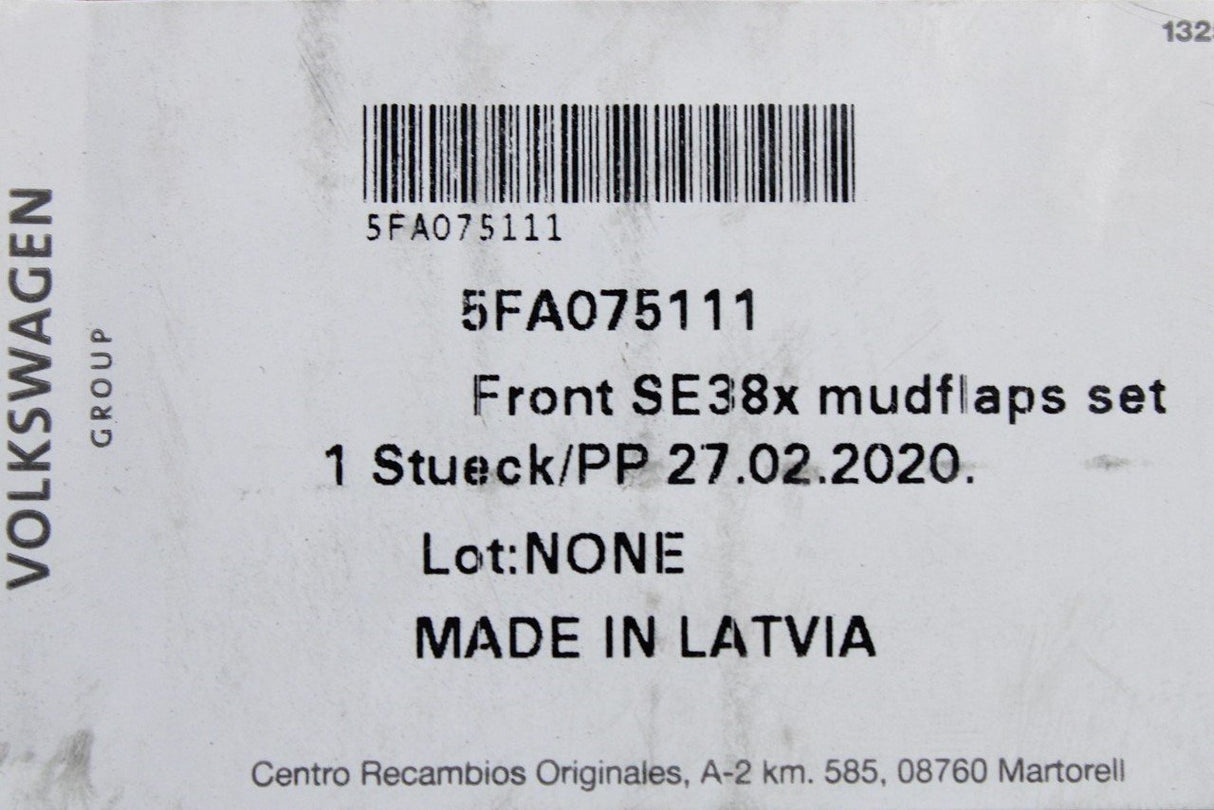 132
VOLKSWAGEN
GROUP
5FA075111
5FA075111
Front SE38x mudflaps set
1 Stueck/PP 27.02.2020.
Lot:NONE
MADE IN LATVIA
Centro Recambios Originales, A-2 km. 585, 08760 Martorell